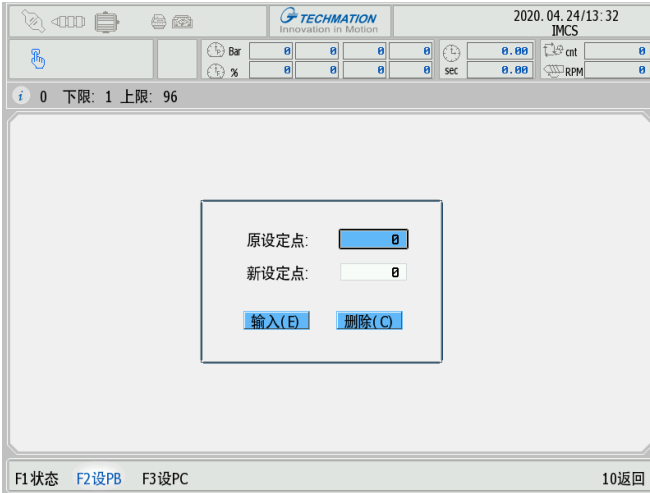 TECHMATION
Innovation in Motion
2020.04.24/13:32
IMCS
Bar 0 0 0 0 0.00 cnt 0
% 0 0 0 0 sec 0.00 RPM 0
i 0 下限: 1 上限: 96
原设定点: 0
新设定点: 0
输入(E) 删除(C)
F1状态 F2设PB F3设PC 10返回